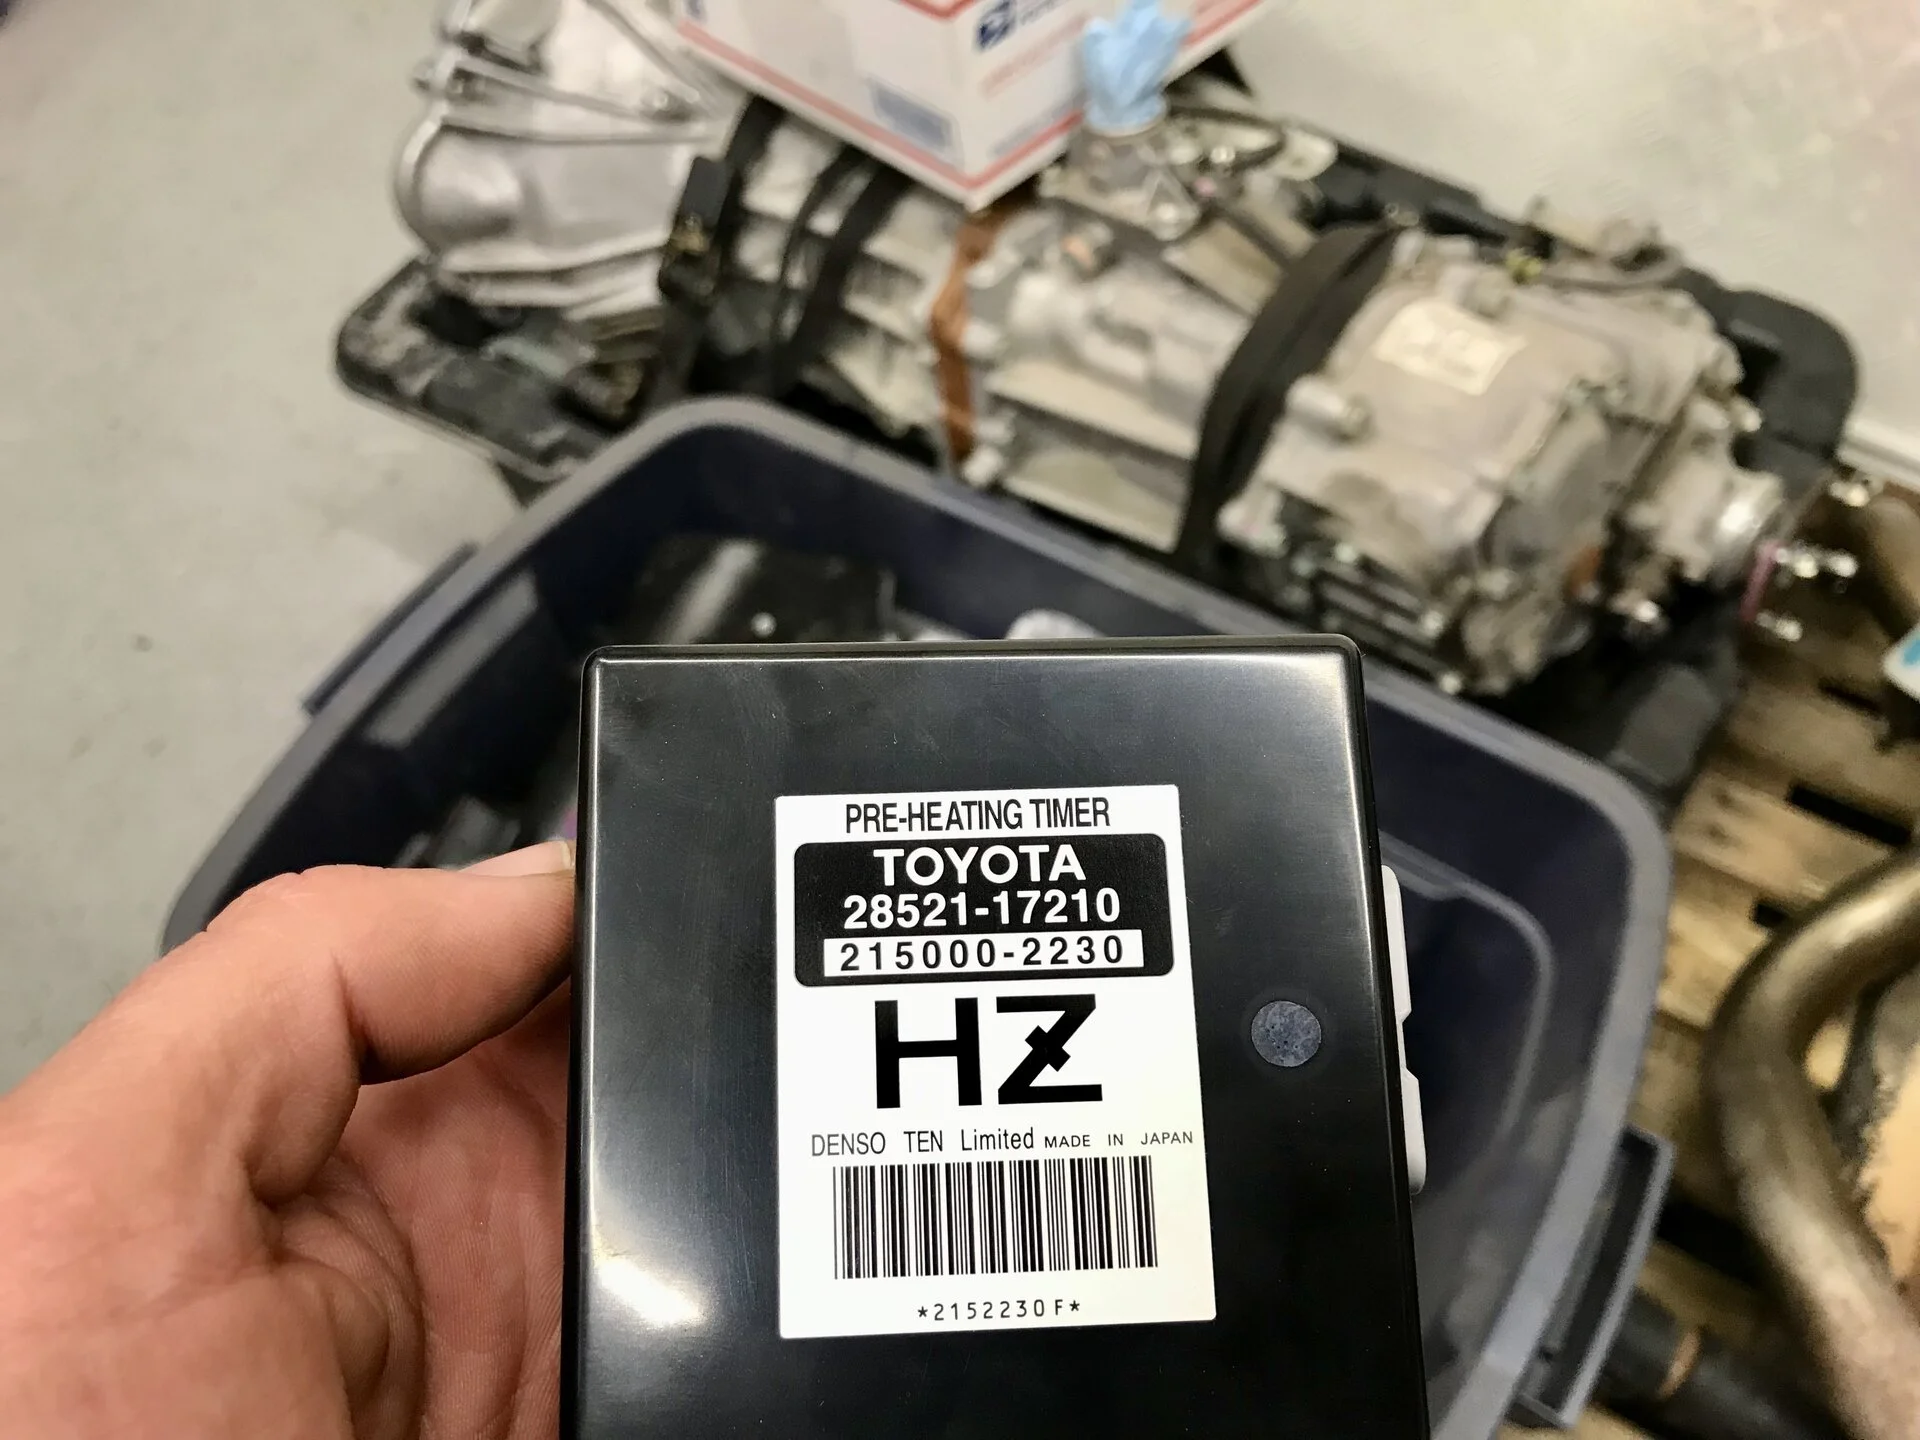 PRE-HEATING TIMER
TOYOTA
28521-17210
215000-2230
HZ
DENSO TEN Limited MADE IN JAPAN
*2152230F*